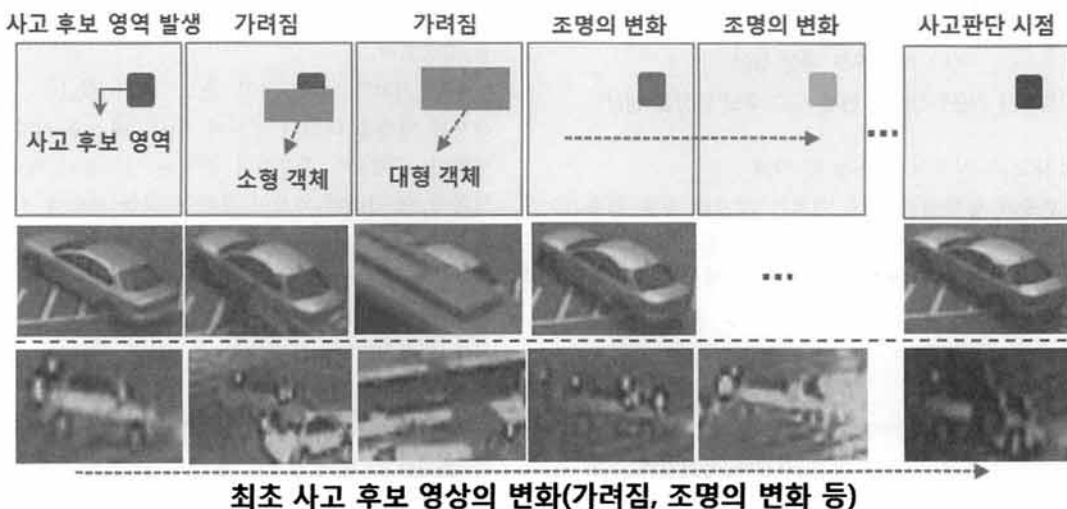 사고 후보 영역 발생
가려짐
가려짐
조명의 변화
조명의 변화
사고판단 시점
사고 후보 영역
소형 객체
대형 객체
최초 사고 후보 영상의 변화(가려짐, 조명의 변화 등)